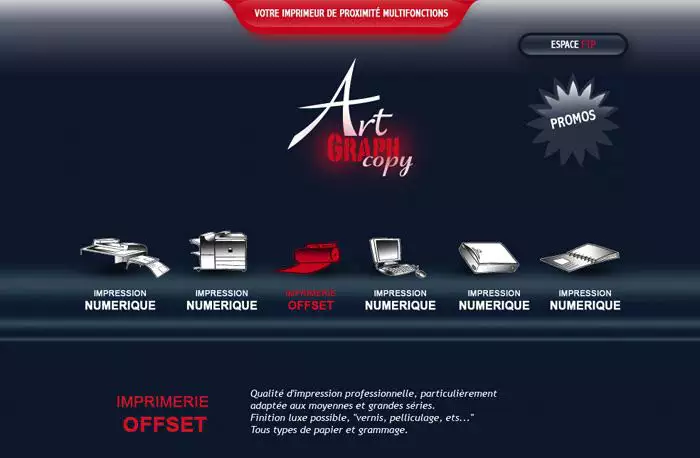 VOTRE IMPRIMEUR DE PROXIMITÉ MULTIFONCTIONS
ESPACE FTP
PROMOS
Art
GRAPH
copy
IMPRESSION
NUMERIQUE
IMPRESSION
NUMERIQUE
IMPRIMERIE
OFFSET
IMPRESSION
NUMERIQUE
IMPRESSION
NUMERIQUE
IMPRESSION
NUMERIQUE
IMPRIMERIE
OFFSET
Qualité d'impression professionnelle, particulièrement
adaptée aux moyennes et grandes séries.
Finition luxe possible, "vernis, pelliculage, ets..."
Tous types de papier et grammage.